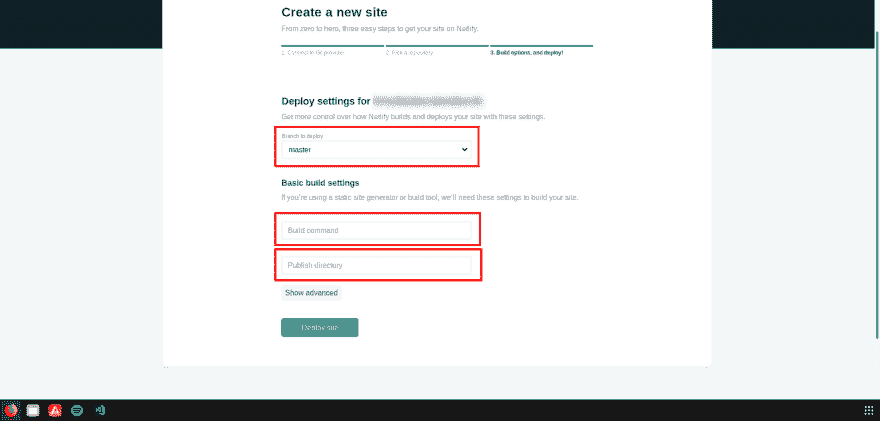 Create a new site
From zero to hero, three easy steps to get your site on Netlify.
1. Connect to Git provider 2. Pick a repository 3. Build options, and deploy!
Deploy settings for
Get more control over how Netlify builds and deploys your site with these settings.
Branch to deploy
master
Basic build settings
If you're using a static site generator or build tool, we'll need these settings to build your site.
Build command
Publish directory
Show advanced
Deploy site